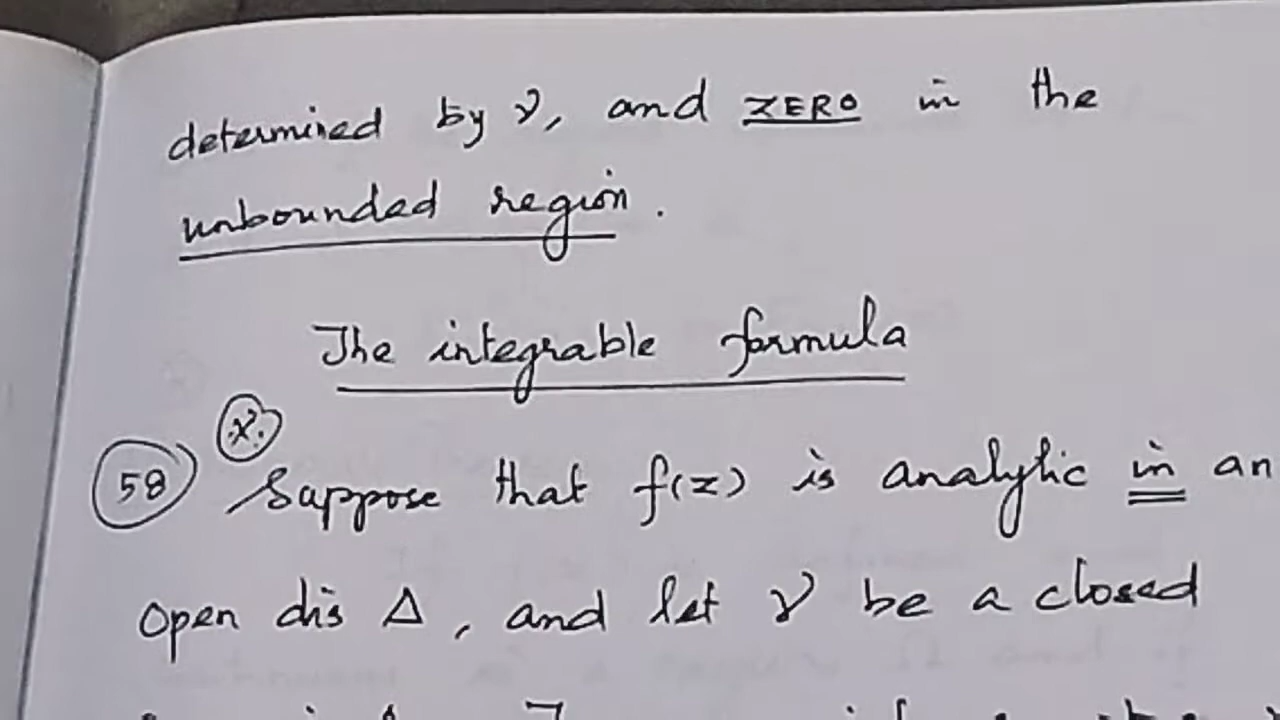 determined by γ, and ZERO in the
unbounded region.
The integrable formula
58 Suppose that f(z) is analytic in an
open dis Δ, and let γ be a closed